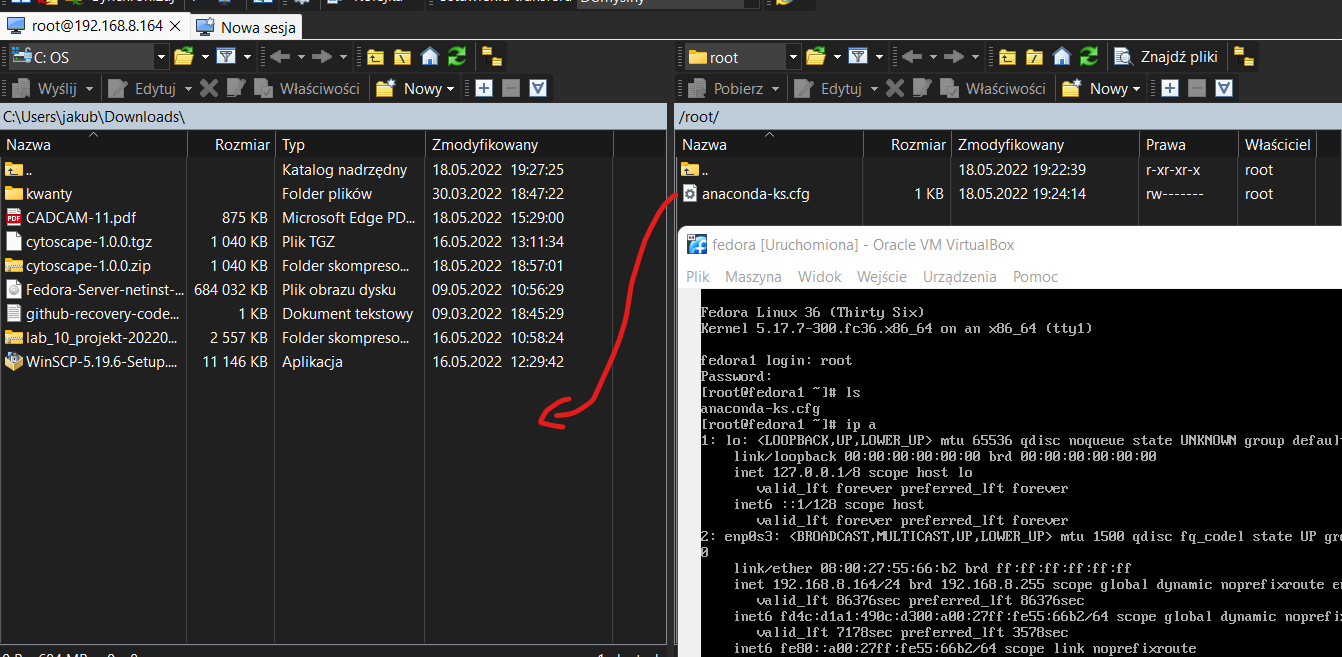 root@192.168.8.164 Nowa sesja
C: OS root Znajdź pliki
Wyślij Edytuj Właściwości Nowy Pobierz Edytuj Właściwości Nowy
C:\Users\jakub\Downloads\ /root/
Nazwa Rozmiar Typ Zmodyfikowany
.. Katalog nadrzędny 18.05.2022 19:27:25
kwanty Folder plików 30.03.2022 18:47:22
CADCAM-11.pdf 875 KB Microsoft Edge PD... 18.05.2022 15:29:00
cytoscape-1.0.0.tgz 1 040 KB Plik TGZ 16.05.2022 13:11:34
cytoscape-1.0.0.zip 1 040 KB Folder skompreso... 18.05.2022 18:57:01
Fedora-Server-netinst-... 684 032 KB Plik obrazu dysku 09.05.2022 10:56:29
github-recovery-code... 1 KB Dokument tekstowy 09.03.2022 18:45:29
lab_10_projekt-20220... 2 557 KB Folder skompreso... 16.05.2022 10:58:24
WinSCP-5.19.6-Setup.... 11 146 KB Aplikacja 16.05.2022 12:29:42
Nazwa Rozmiar Zmodyfikowany Prawa Właściciel
.. 18.05.2022 19:22:39 r-xr-xr-x root
anaconda-ks.cfg 1 KB 18.05.2022 19:24:14 rw------- root
fedora [Uruchomiona] - Oracle VM VirtualBox
Plik Maszyna Widok Wejście Urządzenia Pomoc
Fedora Linux 36 (Thirty Six)
Kernel 5.17.7-300.fc36.x86_64 on an x86_64 (tty1)
fedora1 login: root
Password:
[root@fedora1 ~]# ls
anaconda-ks.cfg
[root@fedora1 ~]# ip a
1: lo: <LOOPBACK,UP,LOWER_UP> mtu 65536 qdisc noqueue state UNKNOWN group defaul
link/loopback 00:00:00:00:00:00 brd 00:00:00:00:00:00
inet 127.0.0.1/8 scope host lo
valid_lft forever preferred_lft forever
inet6 ::1/128 scope host
valid_lft forever preferred_lft forever
2: enp0s3: <BROADCAST,MULTICAST,UP,LOWER_UP> mtu 1500 qdisc fq_codel state UP gr
0
link/ether 08:00:27:55:66:b2 brd ff:ff:ff:ff:ff:ff
inet 192.168.8.164/24 brd 192.168.8.255 scope global dynamic noprefixroute e
valid_lft 86376sec preferred_lft 86376sec
inet6 fd4c:d1a1:490c:d300:a00:27ff:fe55:66b2/64 scope global dynamic noprefi
valid_lft 7178sec preferred_lft 3578sec
inet6 fe80::a00:27ff:fe55:66b2/64 scope link noprefixroute